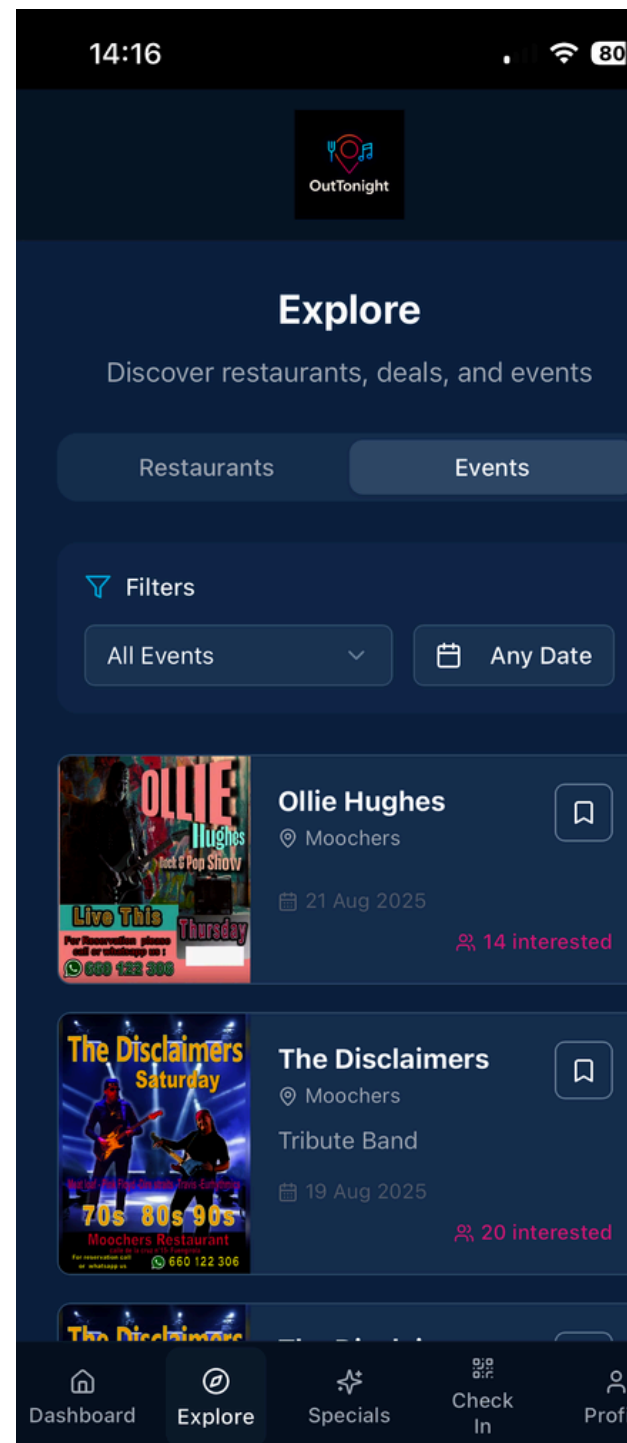 14:16
80
OutTonight
Explore
Discover restaurants, deals, and events
Restaurants
Events
Filters
All Events
Any Date
OLLIE
Hughes
Rock & Pop Show
Live This
Thursday
For Reservation please
call or whatsapp us :
660 122 306
Ollie Hughes
Moochers
21 Aug 2025
14 interested
The Disclaimers
Saturday
70s 80s 90s
Moochers Restaurant
For reservation call
or whatsapp us
660 122 306
The Disclaimers
Moochers
Tribute Band
19 Aug 2025
20 interested
The Disclaimers
Dashboard
Explore
Specials
Check
In
Prof